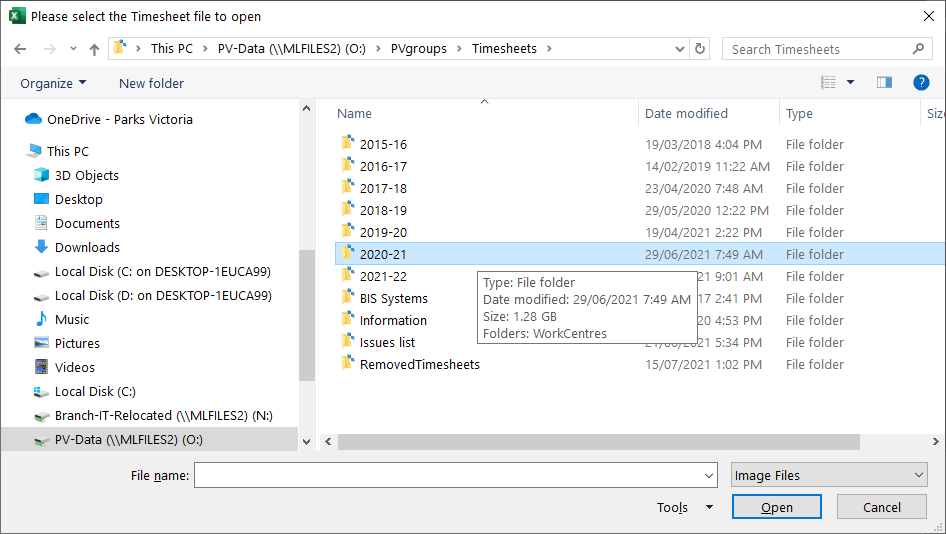 Please select the Timesheet file to open
This PC > PV-Data (\\MLFILES2) (O:) > PVgroups > Timesheets >
Search Timesheets
Organize
New folder
OneDrive - Parks Victoria
This PC
3D Objects
Desktop
Documents
Downloads
Local Disk (C: on DESKTOP-1EUCA99)
Local Disk (D: on DESKTOP-1EUCA99)
Music
Pictures
Videos
Local Disk (C:)
Branch-IT-Relocated (\\MLFILES2) (N:)
PV-Data (\\MLFILES2) (O:)
Name Date modified Type Siz
2015-16 19/03/2018 4:04 PM File folder
2016-17 14/02/2019 11:22 AM File folder
2017-18 23/04/2020 7:48 AM File folder
2018-19 29/05/2020 12:22 PM File folder
2019-20 19/04/2021 2:22 PM File folder
2020-21 29/06/2021 7:49 AM File folder
2021-22 21 9:01 AM File folder
BIS Systems 17 2:41 PM File folder
Information 20 4:53 PM File folder
Issues list 5:34 PM File folder
RemovedTimesheets 15/07/2021 1:02 PM File folder
Type: File folder
Date modified: 29/06/2021 7:49 AM
Size: 1.28 GB
Folders: WorkCentres
File name:
Image Files
Tools
Open
Cancel